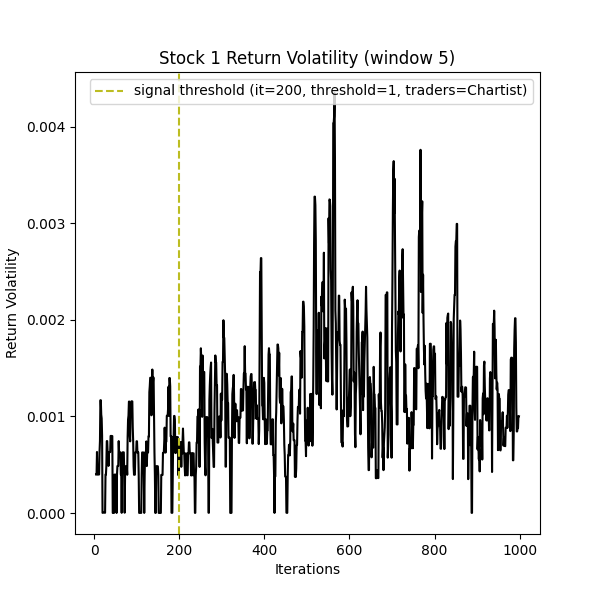 Stock 1 Return Volatility (window 5)
signal threshold (it=200, threshold=1, traders=Chartist)
0.004
0.003
0.002
0.001
0.000
Return Volatility
0 200 400 600 800 1000
Iterations